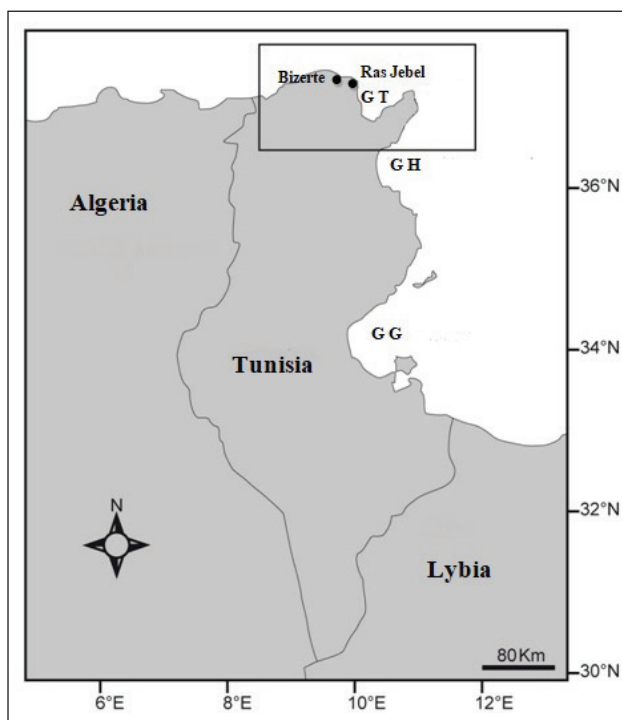 Bizerte
Ras Jebel
G T
G H
36°N
Algeria
G G
34°N
Tunisia
N
32°N
Lybia
80Km
30°N
6°E 8°E 10°E 12°E